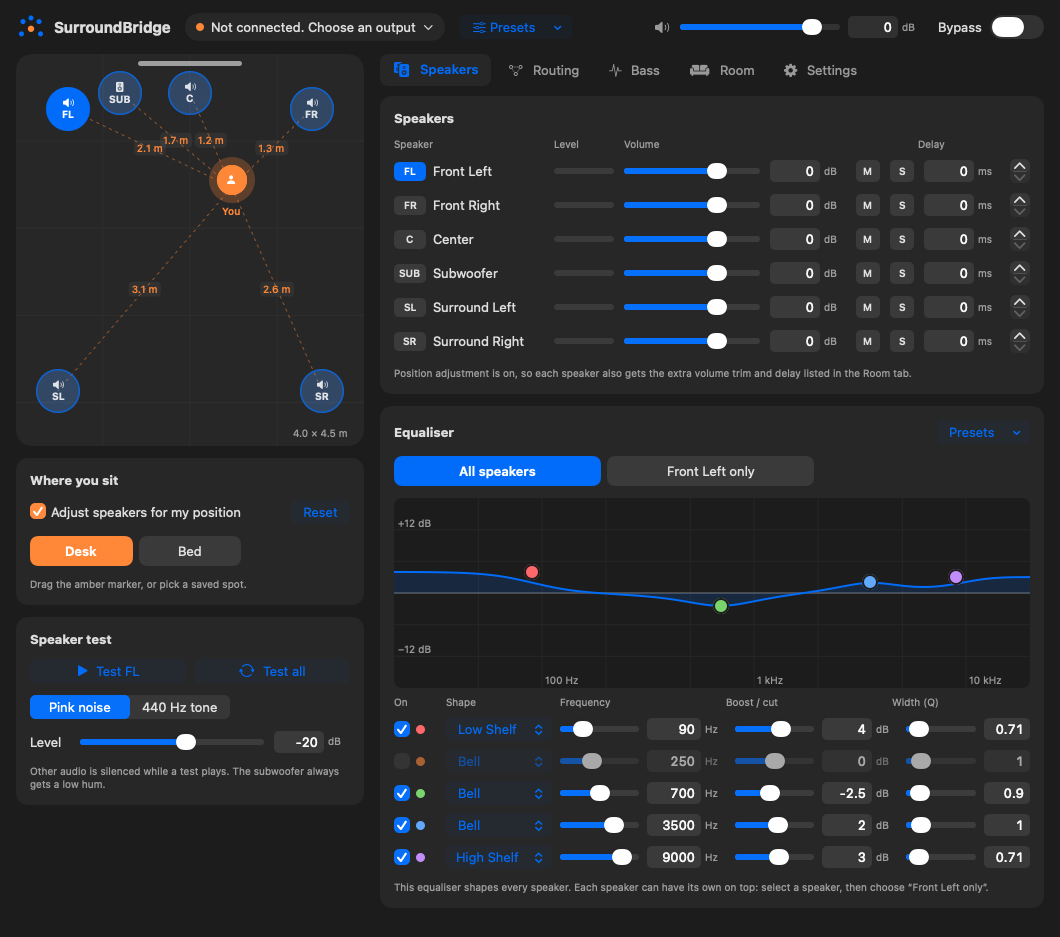 SurroundBridge
Not connected. Choose an output
Presets
0 dB
Bypass
SUB
C
FL
FR
1.7 m
1.2 m
2.1 m
1.3 m
You
3.1 m
2.6 m
SL
SR
4.0 × 4.5 m
Where you sit
Adjust speakers for my position
Reset
Desk
Bed
Drag the amber marker, or pick a saved spot.
Speaker test
Test FL
Test all
Pink noise
440 Hz tone
Level
-20 dB
Other audio is silenced while a test plays. The subwoofer always
gets a low hum.
Speakers
Routing
Bass
Room
Settings
Speakers
Speaker Level Volume Delay
FL Front Left 0 dB M S 0 ms
FR Front Right 0 dB M S 0 ms
C Center 0 dB M S 0 ms
SUB Subwoofer 0 dB M S 0 ms
SL Surround Left 0 dB M S 0 ms
SR Surround Right 0 dB M S 0 ms
Position adjustment is on, so each speaker also gets the extra volume trim and delay listed in the Room tab.
Equaliser
Presets
All speakers
Front Left only
+12 dB
−12 dB
100 Hz
1 kHz
10 kHz
On Shape Frequency Boost / cut Width (Q)
Low Shelf 90 Hz 4 dB 0.71
Bell 250 Hz 0 dB 1
Bell 700 Hz -2.5 dB 0.9
Bell 3500 Hz 2 dB 1
High Shelf 9000 Hz 3 dB 0.71
This equaliser shapes every speaker. Each speaker can have its own on top: select a speaker, then choose “Front Left only”.